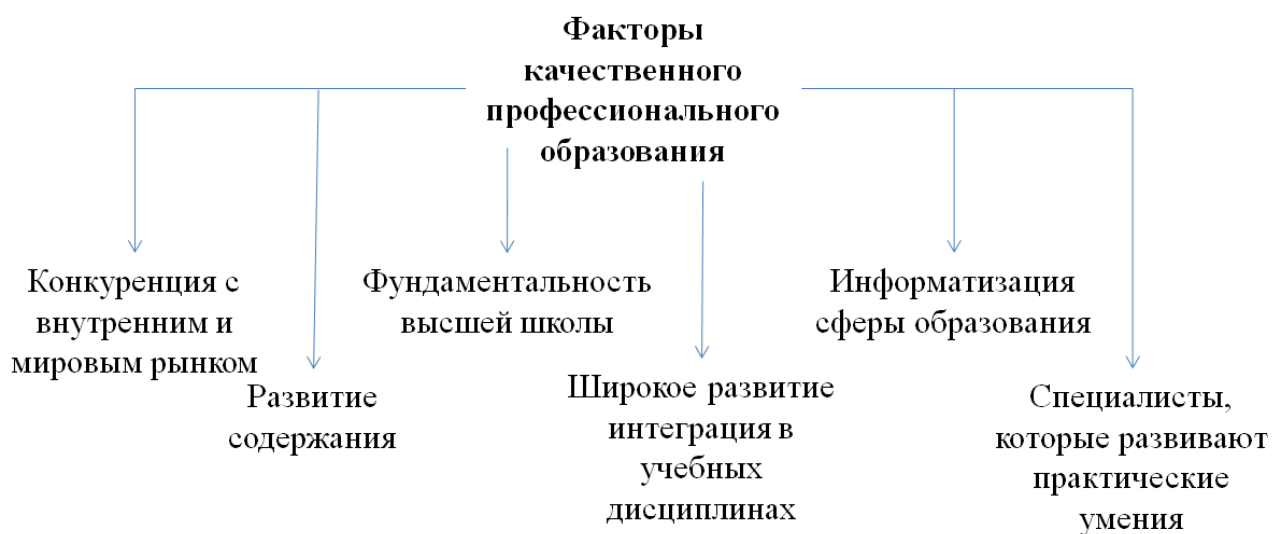 Факторы
качественного
профессионального
образования
Конкуренция с
внутренним и
мировым рынком
Развитие
содержания
Фундаментальность
высшей школы
Широкое развитие
интеграция в
учебных
дисциплинах
Информатизация
сферы образования
Специалисты,
которые развивают
практические
умения